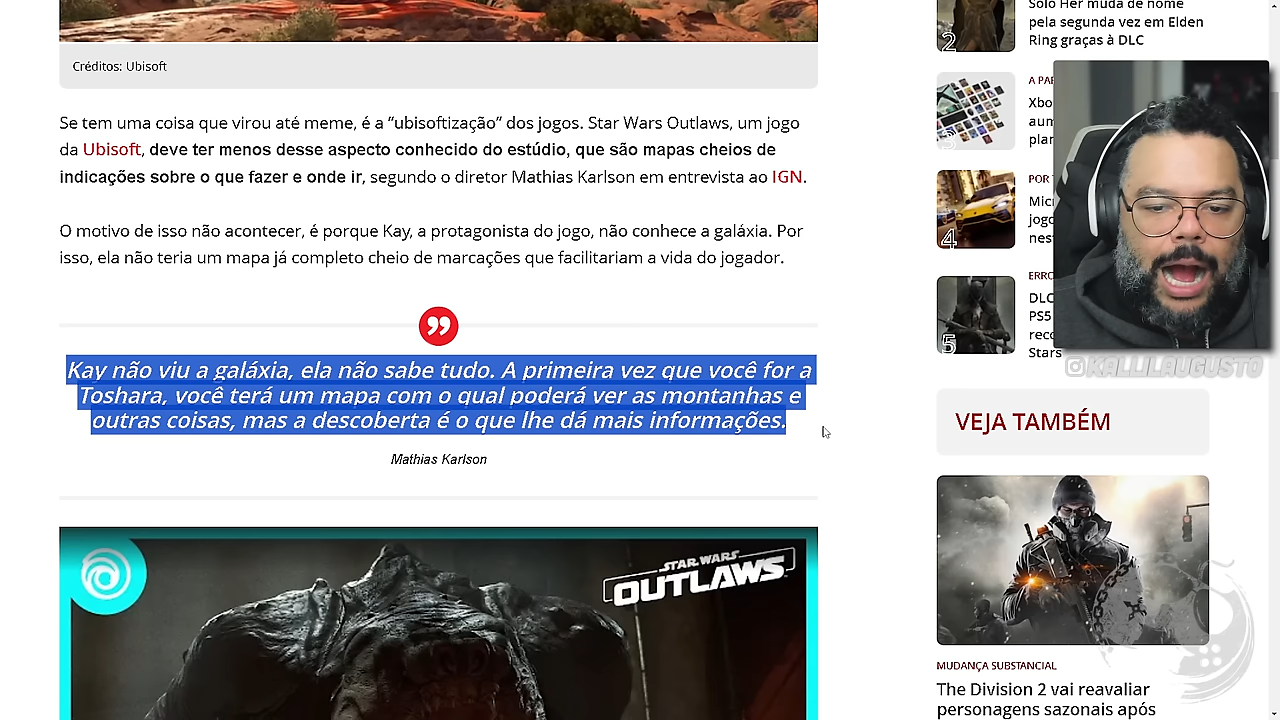 Créditos: Ubisoft
Se tem uma coisa que virou até meme, é a “ubisoftização” dos jogos. Star Wars Outlaws, um jogo
da Ubisoft, deve ter menos desse aspecto conhecido do estúdio, que são mapas cheios de
indicações sobre o que fazer e onde ir, segundo o diretor Mathias Karlson em entrevista ao IGN.
O motivo de isso não acontecer, é porque Kay, a protagonista do jogo, não conhece a galáxia. Por
isso, ela não teria um mapa já completo cheio de marcações que facilitariam a vida do jogador.
Kay não viu a galáxia, ela não sabe tudo. A primeira vez que você for a
Toshara, você terá um mapa com o qual poderá ver as montanhas e
outras coisas, mas a descoberta é o que lhe dá mais informações.
Mathias Karlson
STAR WARS
OUTLAWS
2
Solo Her muda de nome
pela segunda vez em Elden
Ring graças à DLC
3
A PAR
Xbo
aum
plan
4
POR
Micr
jogo
nest
5
ERRO
DLC
PS5
reco
Stars
@KALLILAUGUSTO
VEJA TAMBÉM
MUDANÇA SUBSTANCIAL
The Division 2 vai reavaliar
personagens sazonais após